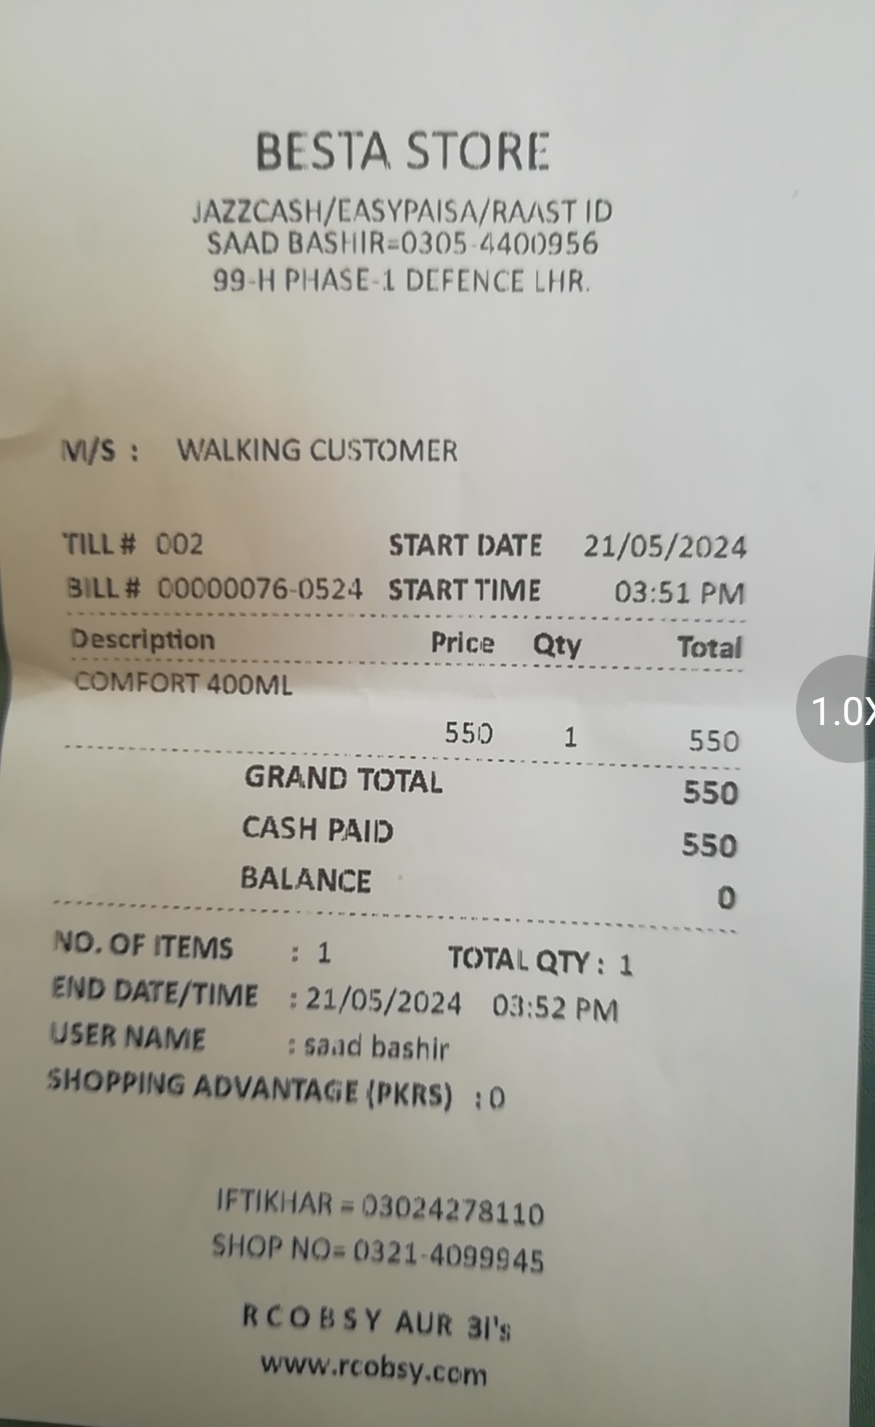 BESTA STORE
JAZZCASH/EASYPAISA/RAAST ID
SAAD BASHIR=0305-4400956
99-H PHASE-1 DEFENCE LHR.
M/S : WALKING CUSTOMER
TILL # 002 START DATE 21/05/2024
BILL # 00000076-0524 START TIME 03:51 PM
Description Price Qty Total
COMFORT 400ML
550 1 550
GRAND TOTAL 550
CASH PAID 550
BALANCE 0
NO. OF ITEMS : 1 TOTAL QTY : 1
END DATE/TIME : 21/05/2024 03:52 PM
USER NAME : saad bashir
SHOPPING ADVANTAGE (PKRS) : 0
IFTIKHAR = 03024278110
SHOP NO= 0321-4099945
RCOBSY AUR 3I's
www.rcobsy.com
1.0X